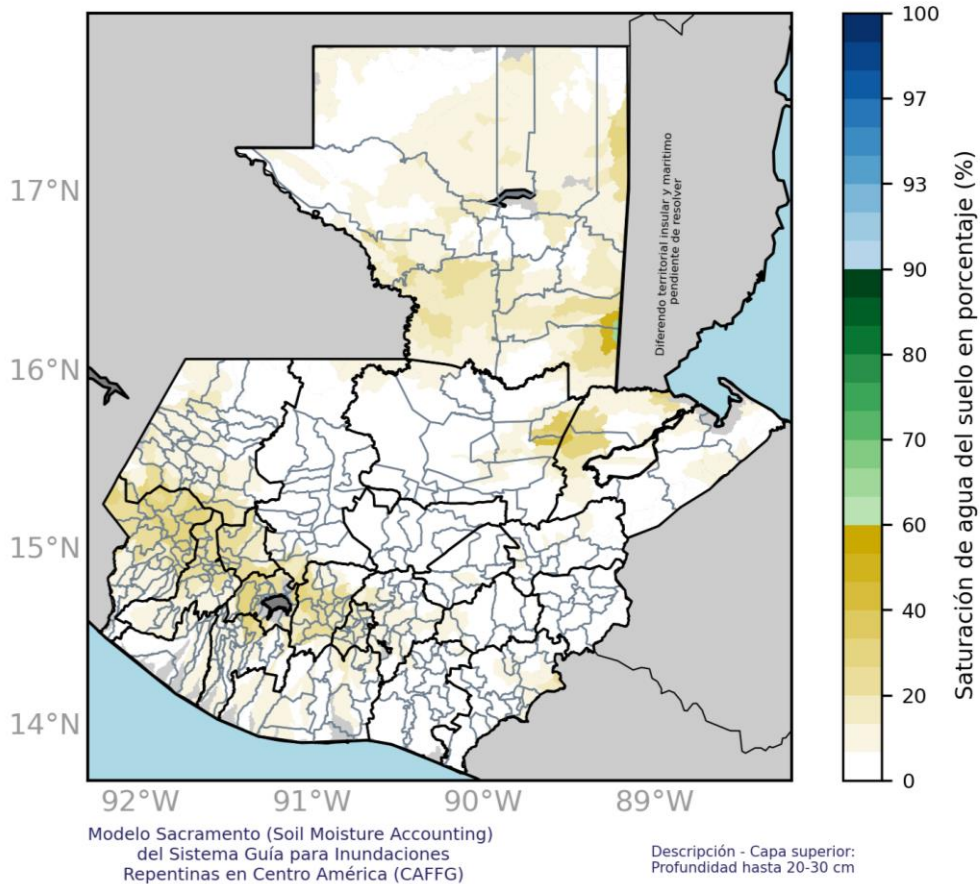 100
97
93
90
80
70
60
40
20
0
Saturación de agua del suelo en porcentaje (%)
17°N
16°N
15°N
14°N
92°W
91°W
90°W
89°W
Diferendo territorial insular y maritimo
pendiente de resolver
Modelo Sacramento (Soil Moisture Accounting)
del Sistema Guía para Inundaciones
Repentinas en Centro América (CAFFG)
Descripción - Capa superior:
Profundidad hasta 20-30 cm